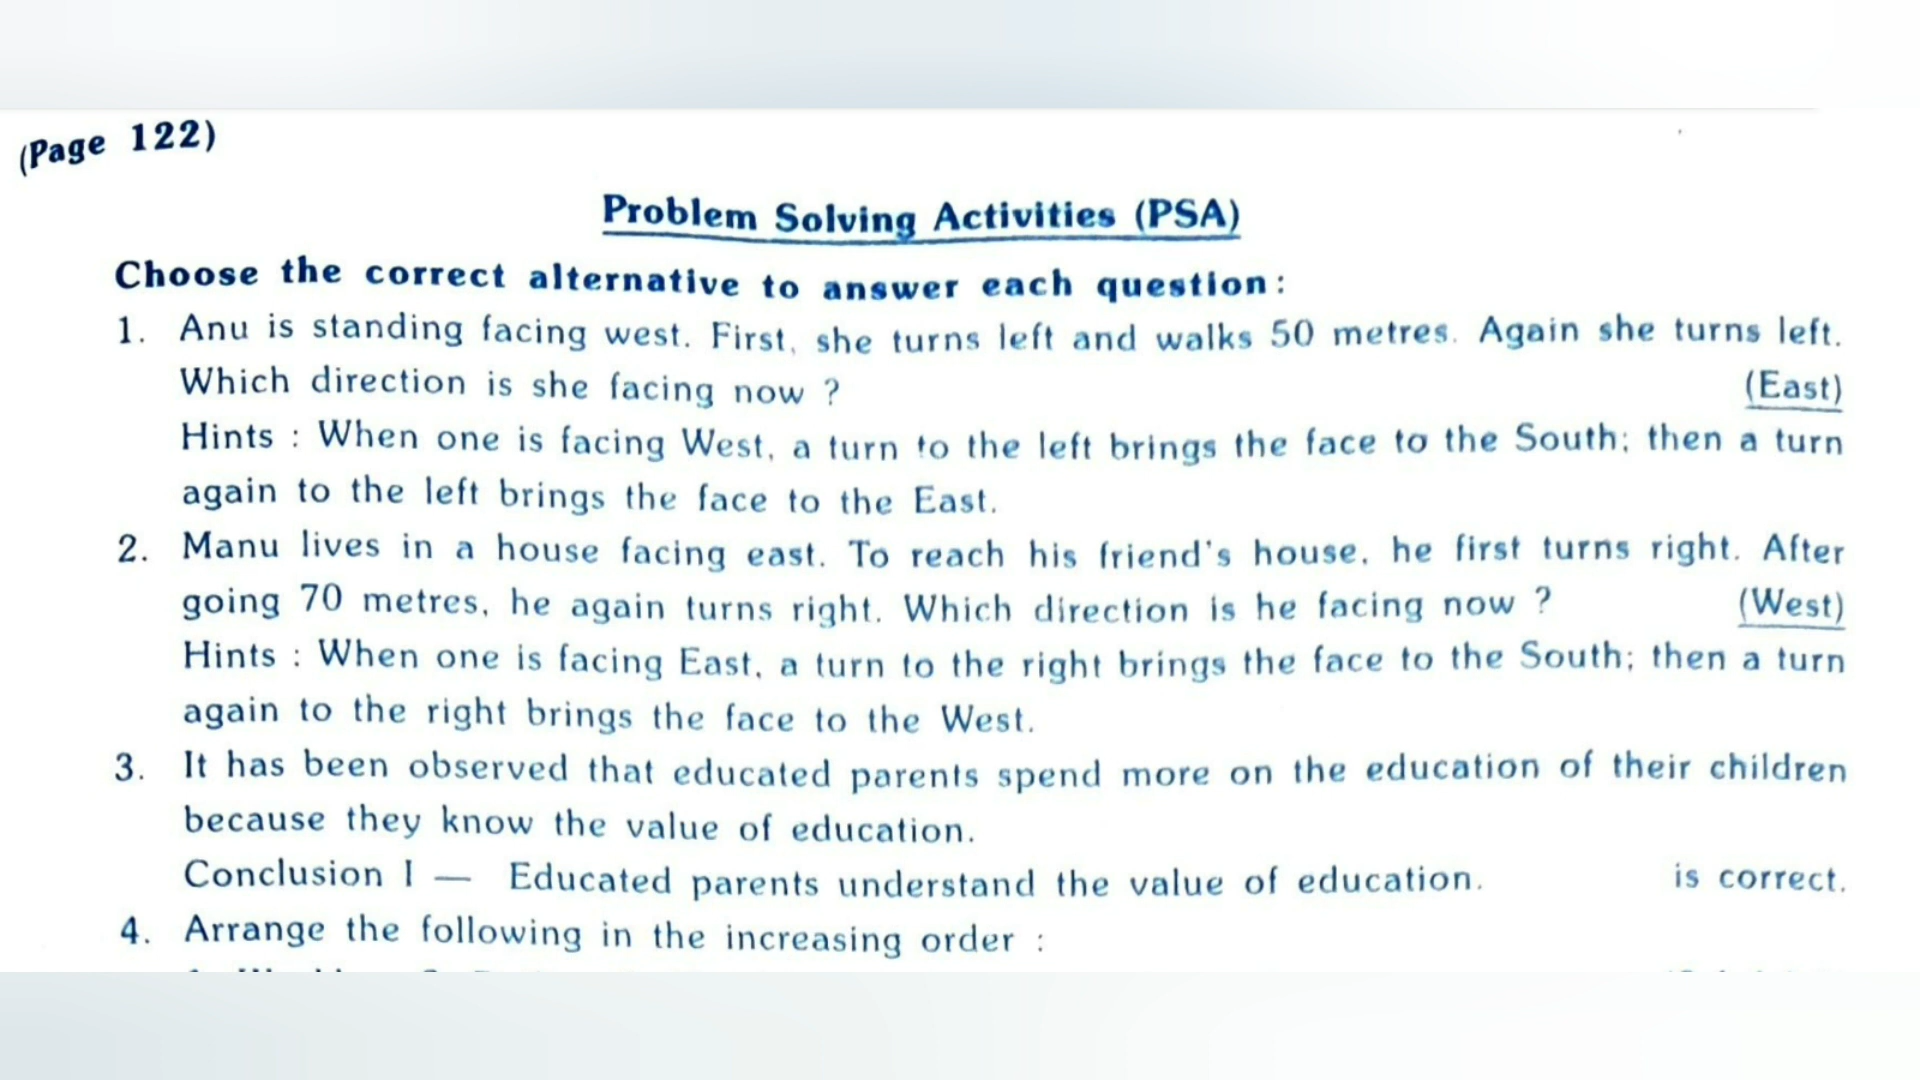 (Page 122)
Problem Solving Activities (PSA)
Choose the correct alternative to answer each question:
1. Anu is standing facing west. First, she turns left and walks 50 metres. Again she turns left.
Which direction is she facing now ? (East)
Hints : When one is facing West, a turn to the left brings the face to the South; then a turn
again to the left brings the face to the East.
2. Manu lives in a house facing east. To reach his friend's house, he first turns right. After
going 70 metres, he again turns right. Which direction is he facing now ? (West)
Hints : When one is facing East, a turn to the right brings the face to the South; then a turn
again to the right brings the face to the West.
3. It has been observed that educated parents spend more on the education of their children
because they know the value of education.
Conclusion I — Educated parents understand the value of education. is correct.
4. Arrange the following in the increasing order :